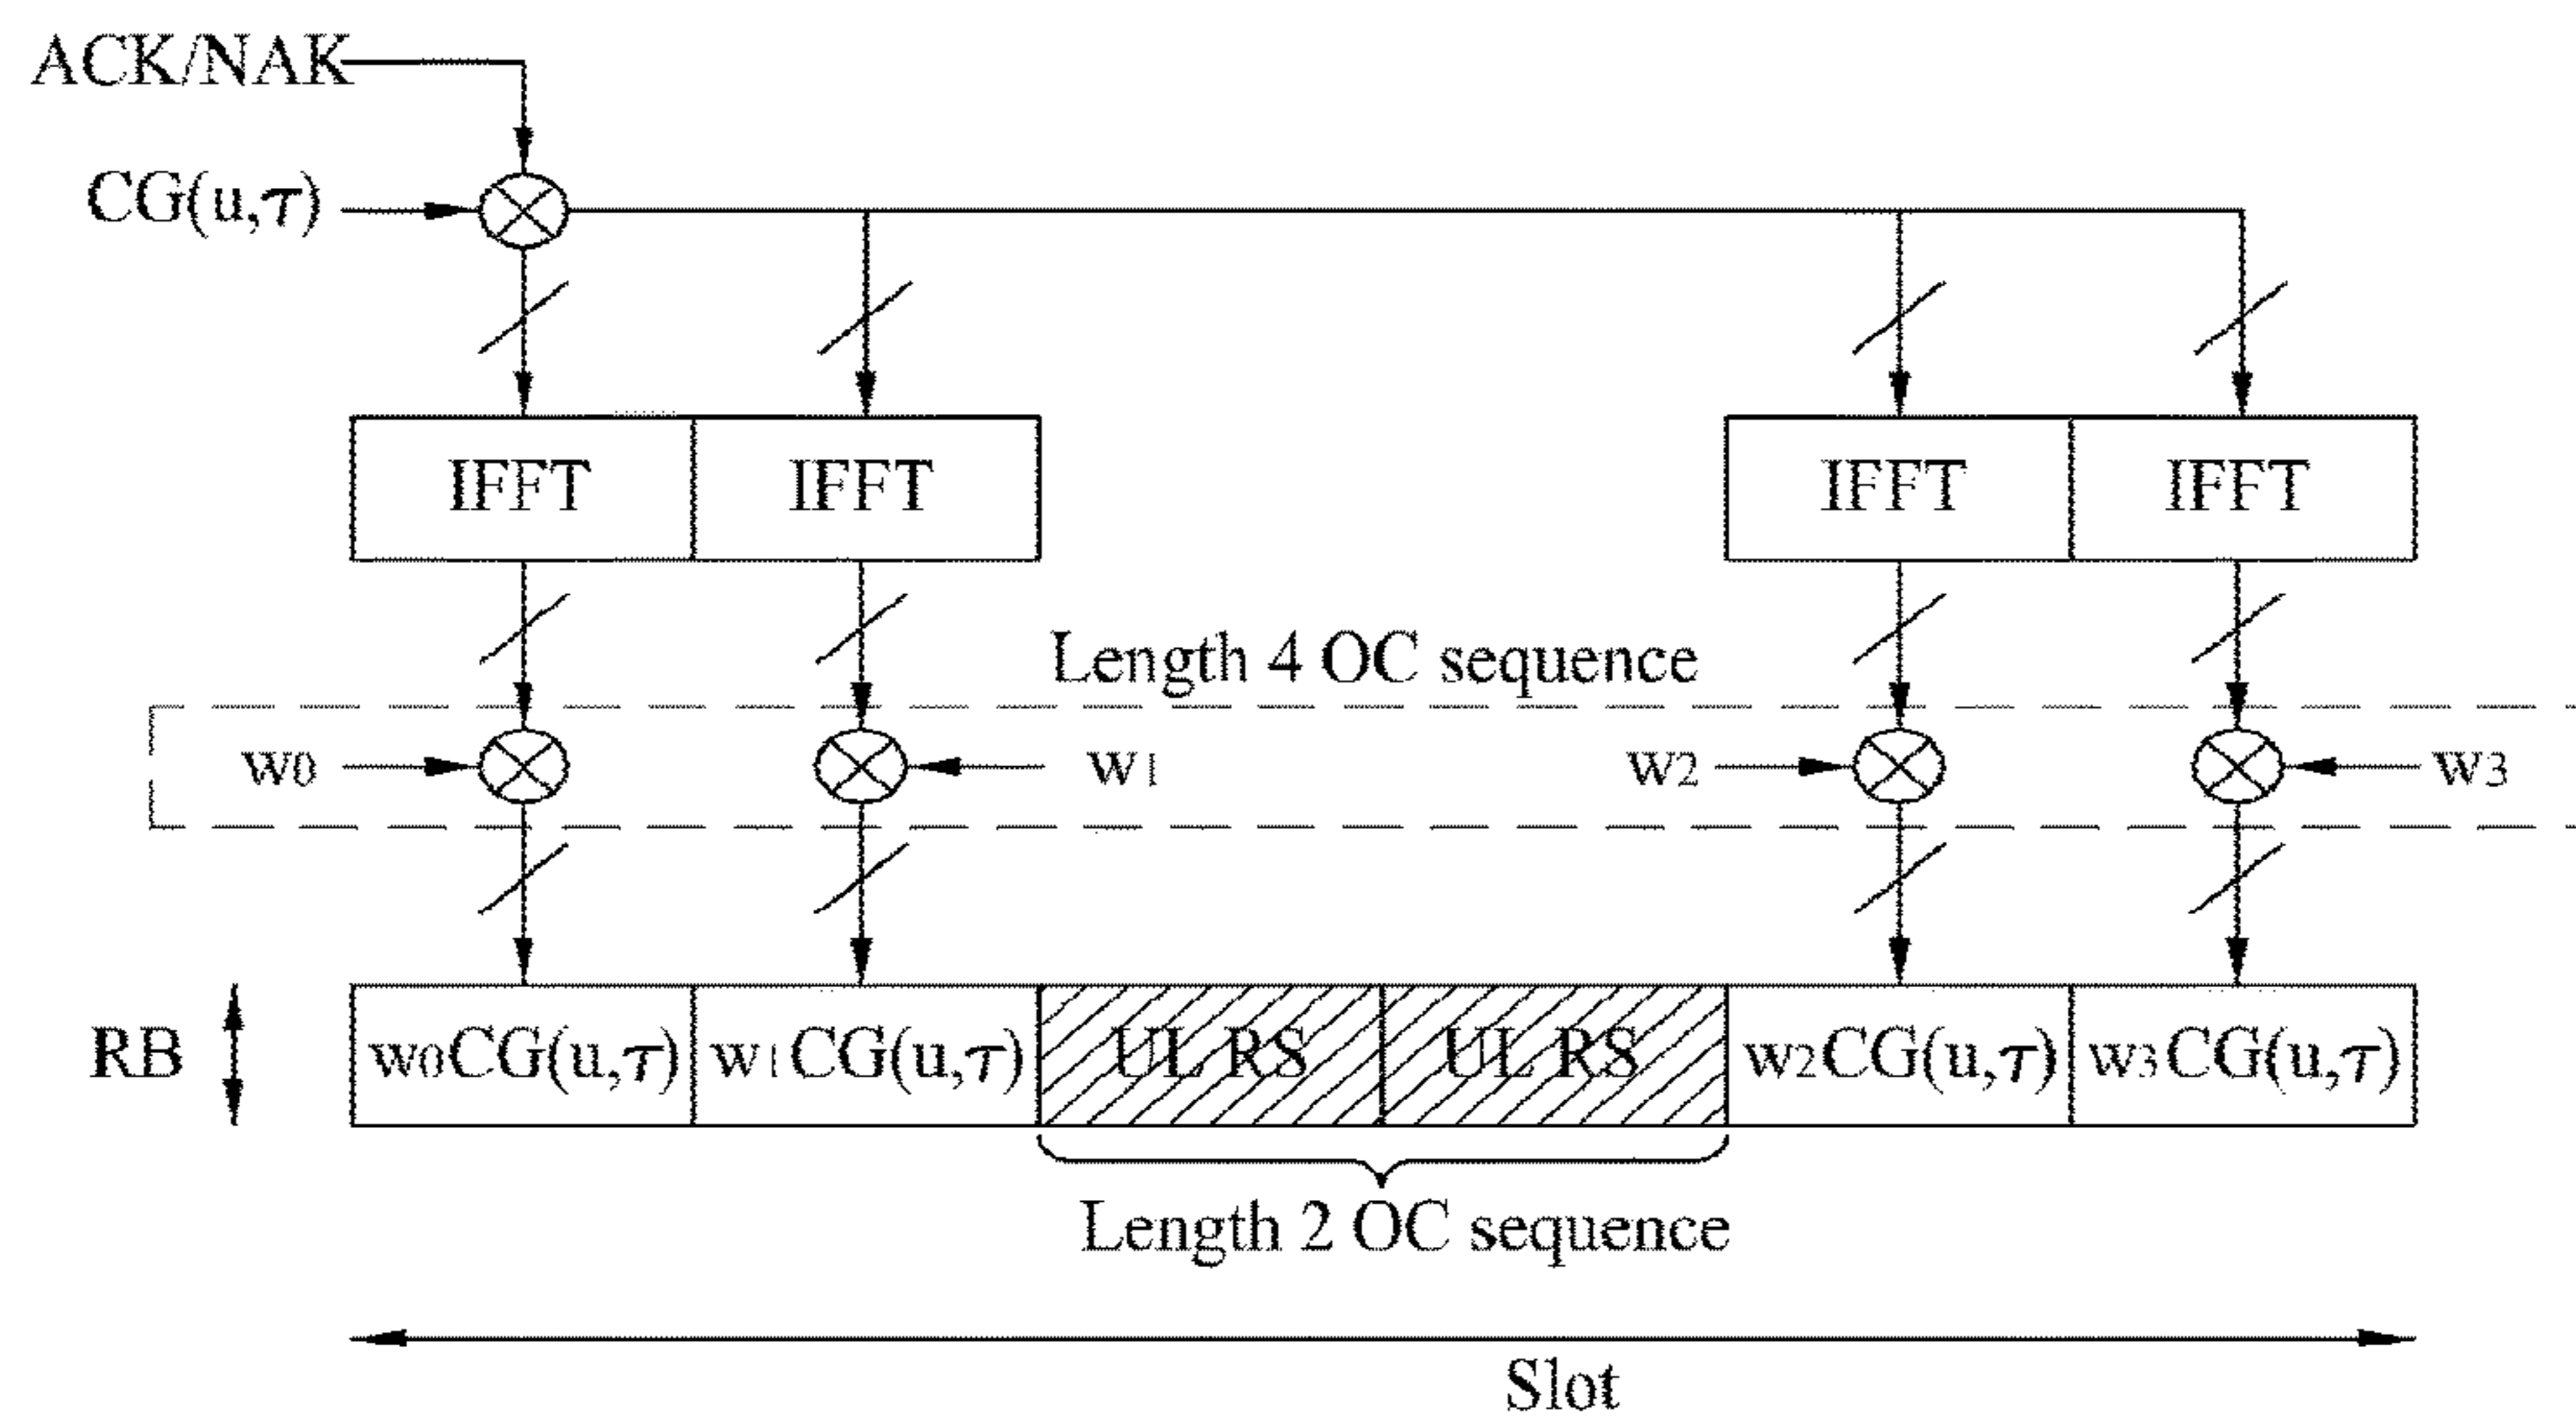 ACK/NAK
CG(u,τ)
IFFT IFFT IFFT IFFT
Length 4 OC sequence
w0 w1 w2 w3
RB w0CG(u,τ) w1CG(u,τ) UL RS UL RS w2CG(u,τ) w3CG(u,τ)
Length 2 OC sequence
Slot